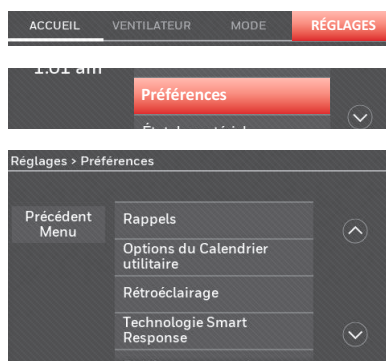 ACCUEIL VENTILATEUR MODE RÉGLAGES
1:01 am
Préférences
Réglages > Préférences
Précédent
Menu
Rappels
Options du Calendrier
utilitaire
Rétroéclairage
Technologie Smart
Response